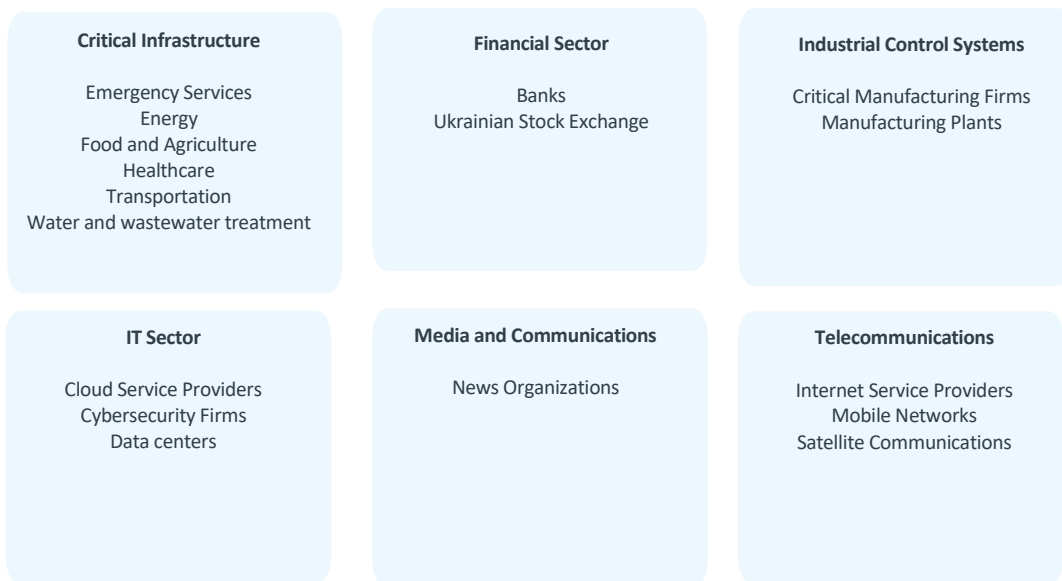 Critical Infrastructure
Emergency Services
Energy
Food and Agriculture
Healthcare
Transportation
Water and wastewater treatment
Financial Sector
Banks
Ukrainian Stock Exchange
Industrial Control Systems
Critical Manufacturing Firms
Manufacturing Plants
IT Sector
Cloud Service Providers
Cybersecurity Firms
Data centers
Media and Communications
News Organizations
Telecommunications
Internet Service Providers
Mobile Networks
Satellite Communications